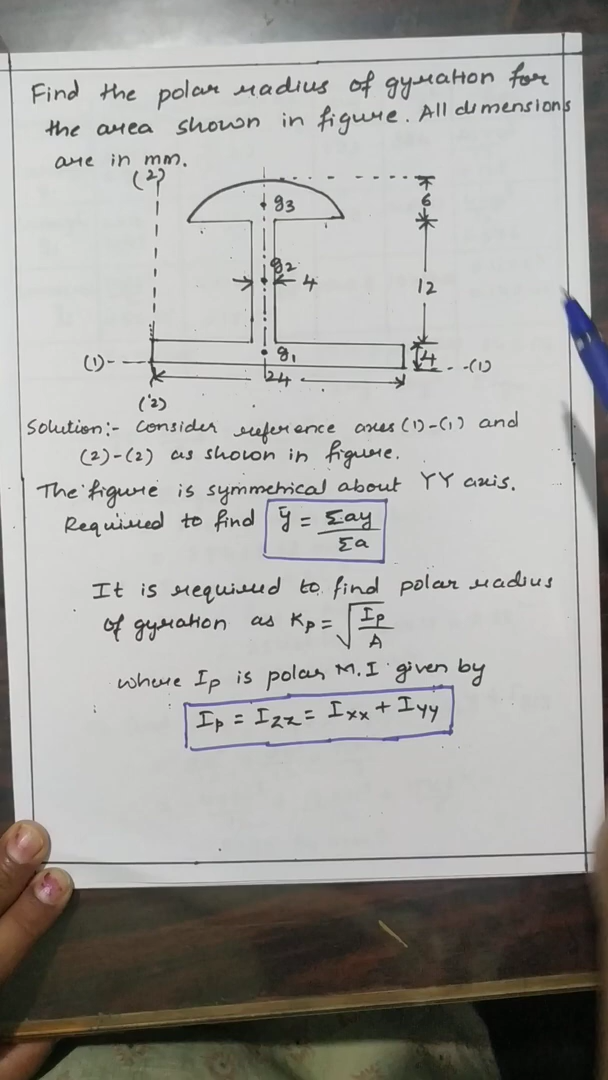 Find the polar radius of gyration for
the area shown in figure. All dimensions
are in mm.
(2)
g3
6
g2
4
12
(1)
g1
4
(1)
24
(2)
Solution:- Consider reference axes (1)-(1) and
(2)-(2) as shown in figure.
The figure is symmetrical about YY axis.
Required to find ȳ = Σay / Σa
It is required to find polar radius
of gyration as Kp = √(Ip / A)
where Ip is polar M.I given by
Ip = Izz = Ixx + Iyy